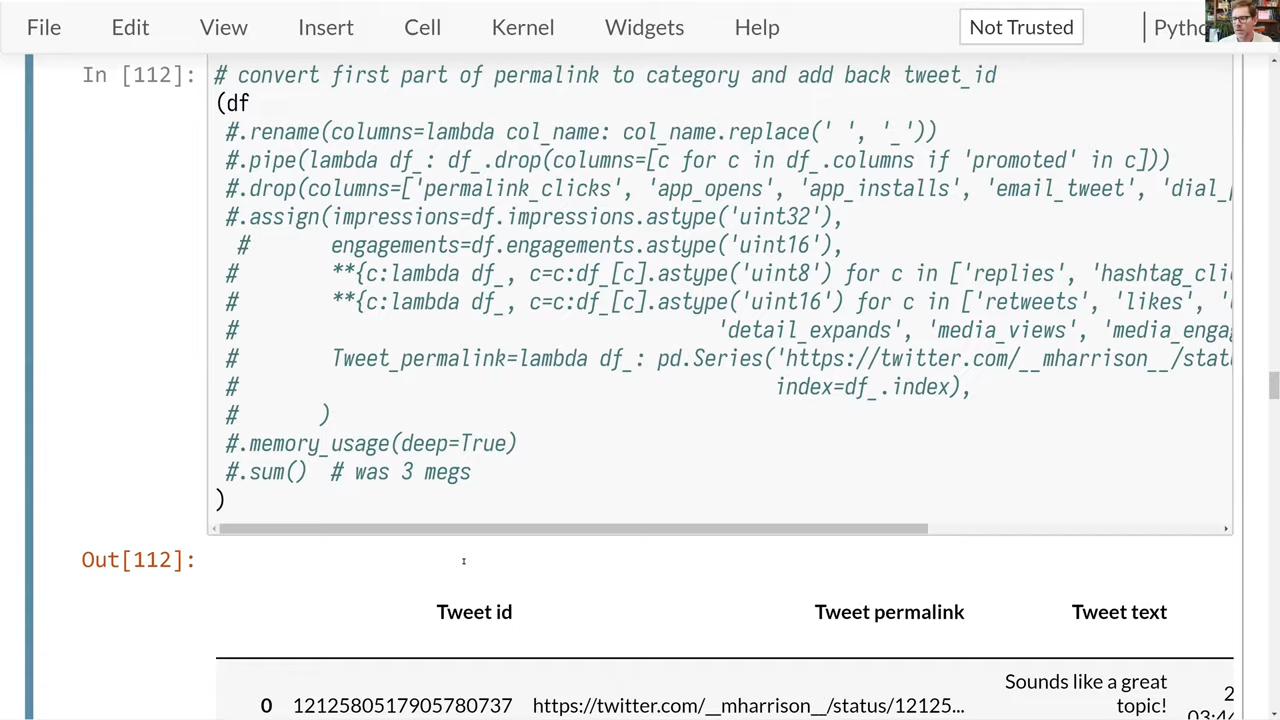 File Edit View Insert Cell Kernel Widgets Help Not Trusted
In [112]: # convert first part of permalink to category and add back tweet_id
(df
#.rename(columns=lambda col_name: col_name.replace(' ', '_'))
#.pipe(lambda df_: df_.drop(columns=[c for c in df_.columns if 'promoted' in c]))
#.drop(columns=['permalink_clicks', 'app_opens', 'app_installs', 'email_tweet',
#.assign(impressions=df.impressions.astype('uint32'),
# engagements=df.engagements.astype('uint16'),
# **{c:lambda df_, c=c:df_[c].astype('uint8') for c in ['replies',
# **{c:lambda df_, c=c:df_[c].astype('uint16') for c in ['retweets', 'likes',
# 'detail_expands', 'media_views',
# Tweet_permalink=lambda df_: pd.Series('https://twitter.com/__mharrison__/
# index=df_.index),
# )
#.memory_usage(deep=True)
#.sum() # was 3 megs
)
Out[112]:
Tweet id Tweet permalink Tweet text
Sounds like a great
0 1212580517905780737 https://twitter.com/__mharrison__/status/12125... topic!